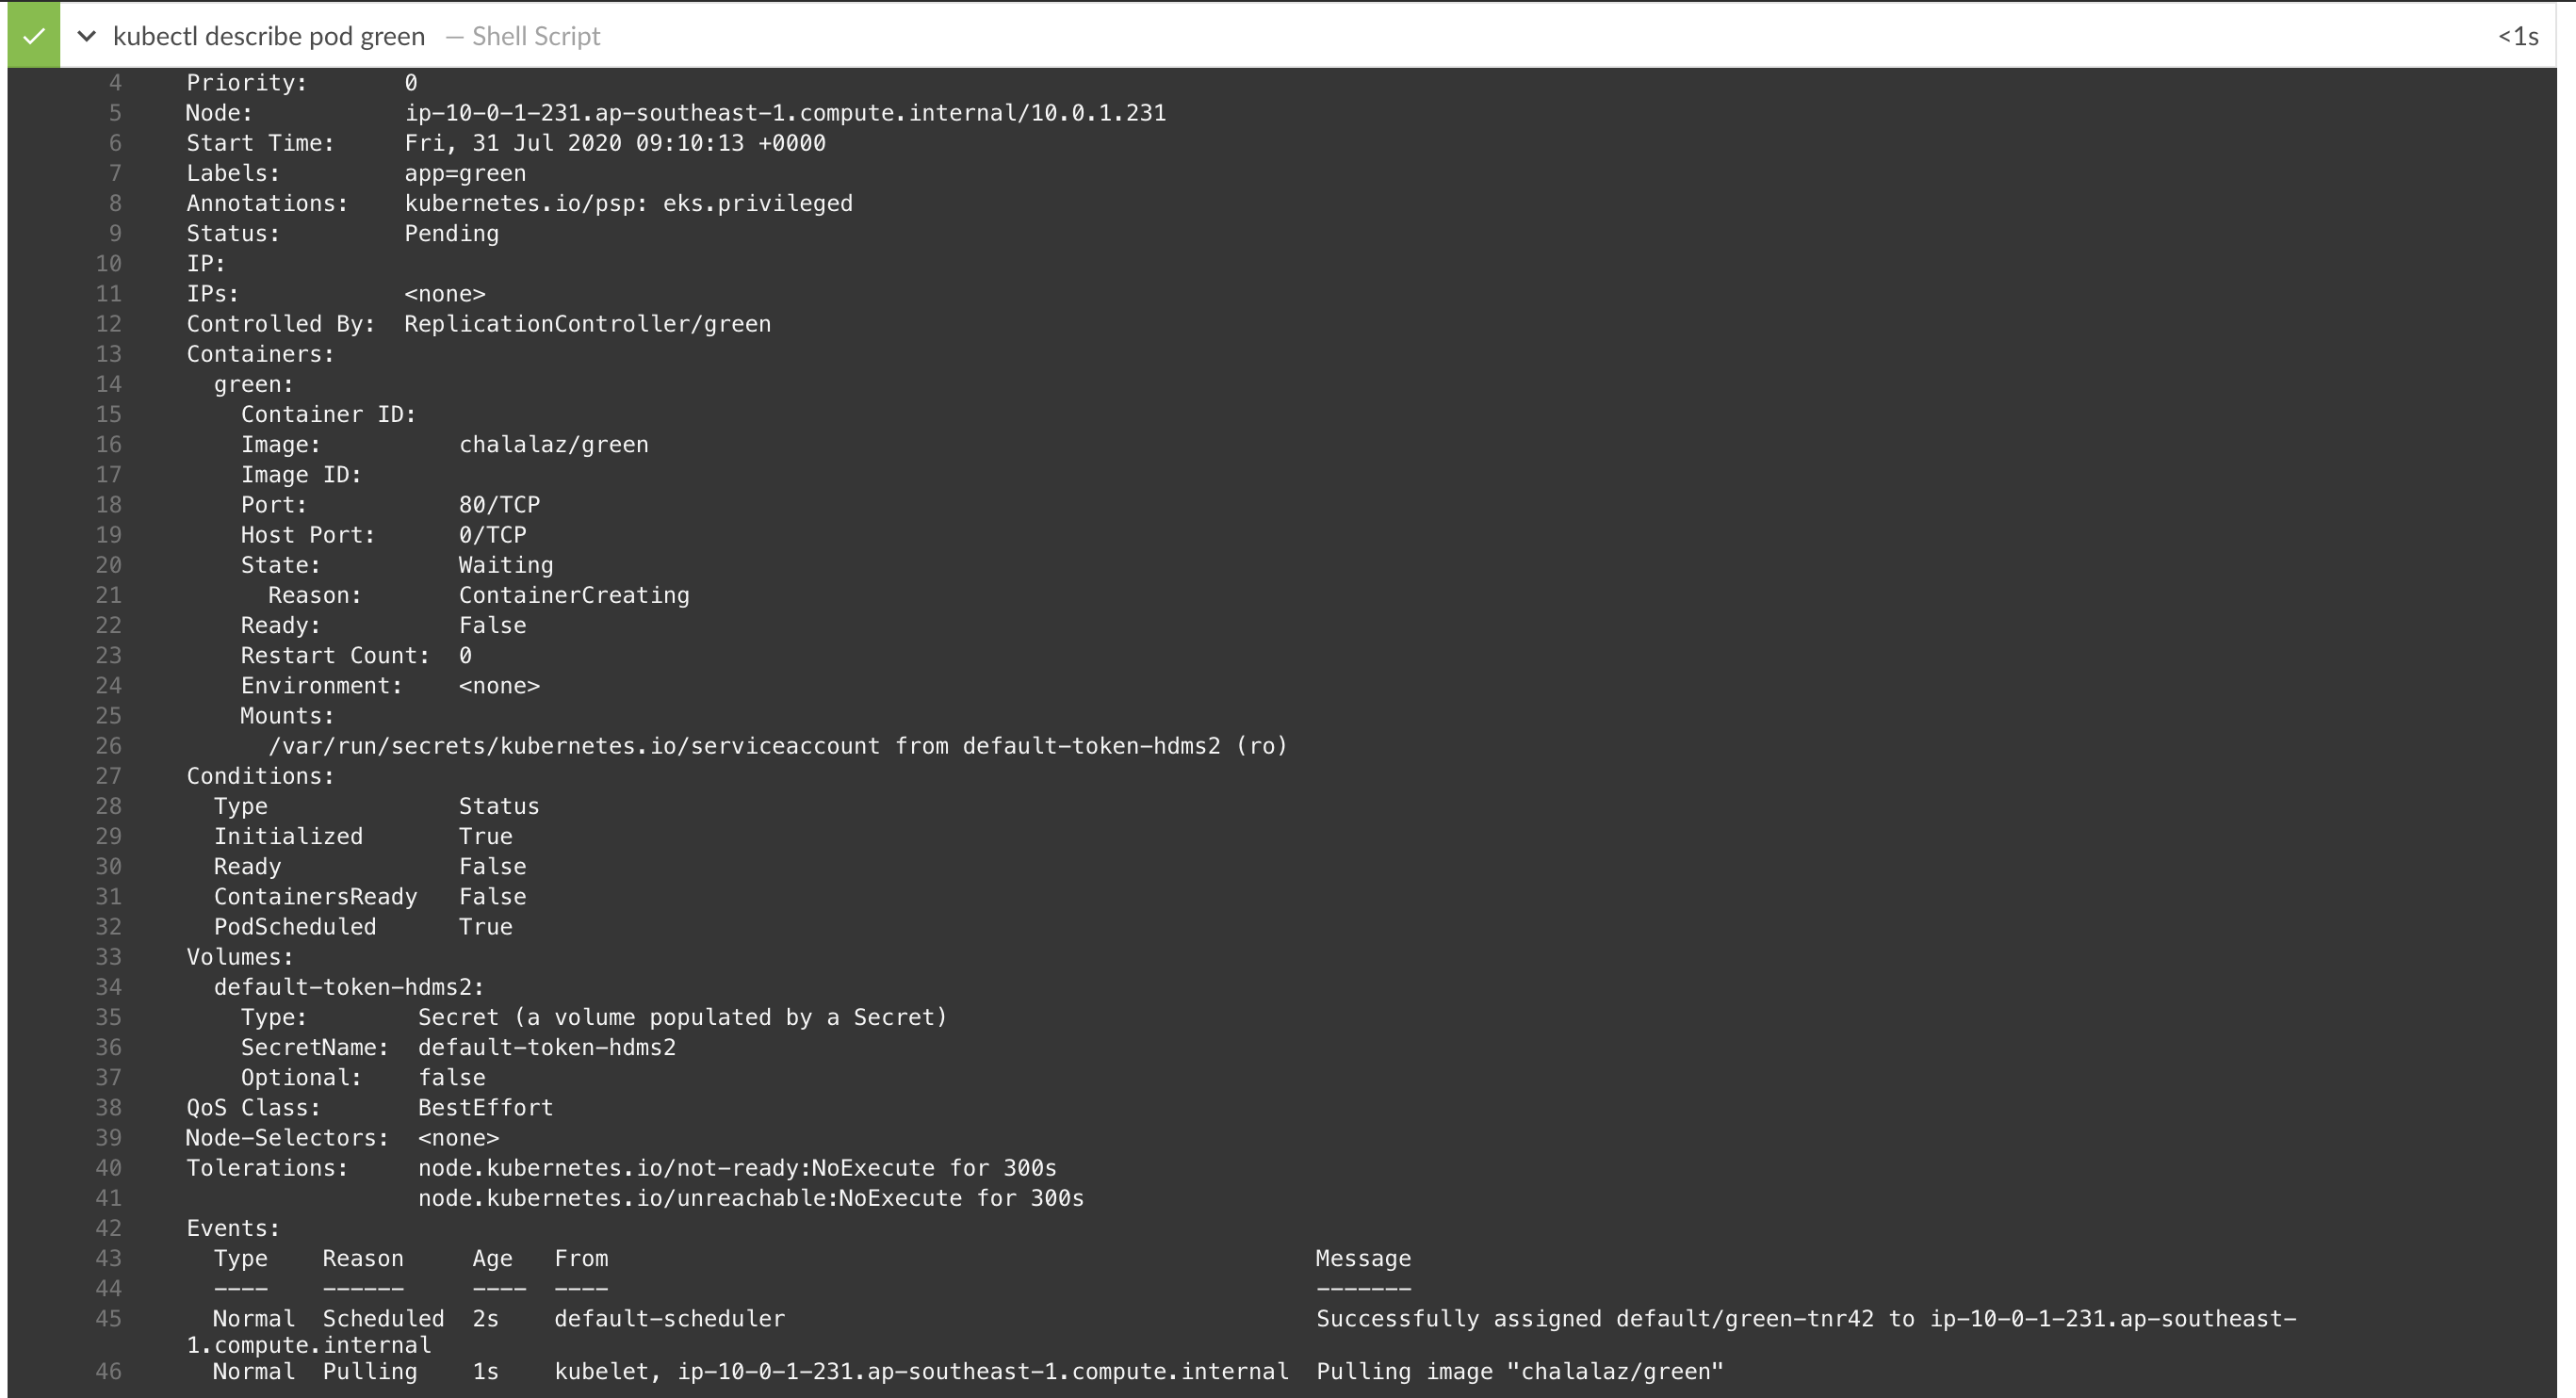 kubectl describe pod green — Shell Script <1s
4 Priority: 0
5 Node: ip-10-0-1-231.ap-southeast-1.compute.internal/10.0.1.231
6 Start Time: Fri, 31 Jul 2020 09:10:13 +0000
7 Labels: app=green
8 Annotations: kubernetes.io/psp: eks.privileged
9 Status: Pending
10 IP:
11 IPs: <none>
12 Controlled By: ReplicationController/green
13 Containers:
14 green:
15 Container ID:
16 Image: chalalaz/green
17 Image ID:
18 Port: 80/TCP
19 Host Port: 0/TCP
20 State: Waiting
21 Reason: ContainerCreating
22 Ready: False
23 Restart Count: 0
24 Environment: <none>
25 Mounts:
26 /var/run/secrets/kubernetes.io/serviceaccount from default-token-hdms2 (ro)
27 Conditions:
28 Type Status
29 Initialized True
30 Ready False
31 ContainersReady False
32 PodScheduled True
33 Volumes:
34 default-token-hdms2:
35 Type: Secret (a volume populated by a Secret)
36 SecretName: default-token-hdms2
37 Optional: false
38 QoS Class: BestEffort
39 Node-Selectors: <none>
40 Tolerations: node.kubernetes.io/not-ready:NoExecute for 300s
41 node.kubernetes.io/unreachable:NoExecute for 300s
42 Events:
43 Type Reason Age From Message
44 ---- ------ ---- ---- -------
45 Normal Scheduled 2s default-scheduler Successfully assigned default/green-tnr42 to ip-10-0-1-231.ap-southeast-
1.compute.internal
46 Normal Pulling 1s kubelet, ip-10-0-1-231.ap-southeast-1.compute.internal Pulling image "chalalaz/green"